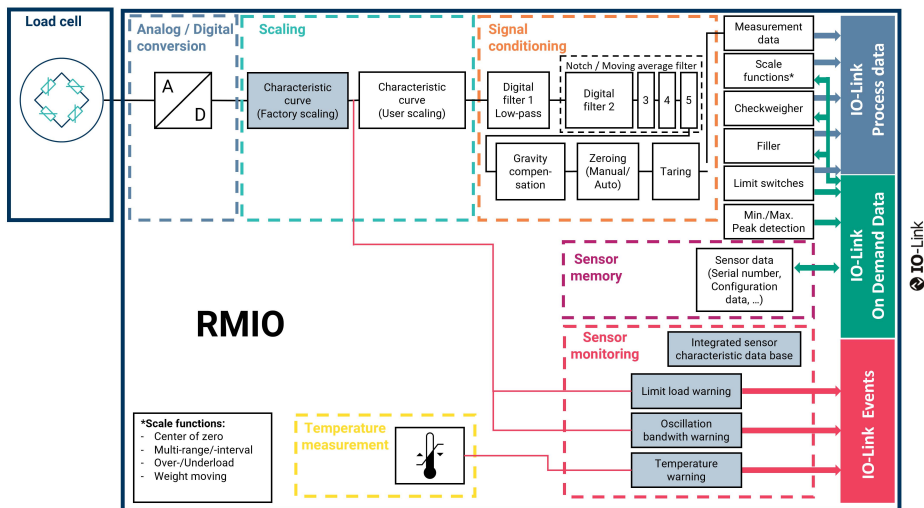 Load cell
Analog / Digital
conversion
A
D
Scaling
Characteristic
curve
(Factory scaling)
Characteristic
curve
(User scaling)
Signal
conditioning
Notch / Moving average filter
Digital
filter 1
Low-pass
Digital
filter 2
3
4
5
Gravity
compen-
sation
Zeroing
(Manual/
Auto)
Taring
Measurement
data
Scale
functions*
Checkweigher
Filler
Limit switches
Min./Max.
Peak detection
IO-Link
Process data
IO-Link
On Demand Data
IO-Link Events
IO-Link
Sensor
memory
Sensor data
(Serial number,
Configuration
data, ...)
RMIO
Sensor
monitoring
Integrated sensor
characteristic data base
Limit load warning
Oscillation
bandwith warning
Temperature
warning
Temperature
measurement
*Scale functions:
- Center of zero
- Multi-range/-interval
- Over-/Underload
- Weight moving